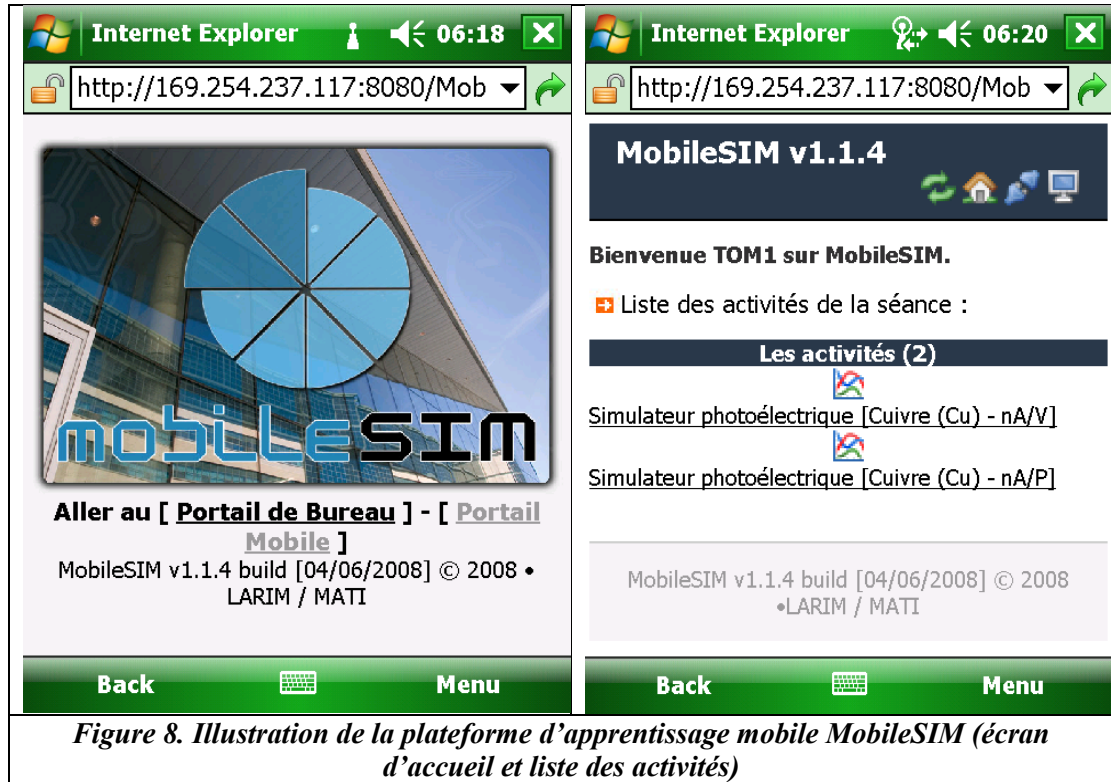 Internet Explorer 06:18
http://169.254.237.117:8080/Mob
mobiLeSIM
Aller au [ Portail de Bureau ] - [ Portail
Mobile ]
MobileSIM v1.1.4 build [04/06/2008] © 2008 •
LARIM / MATI
Back Menu
Internet Explorer 06:20
http://169.254.237.117:8080/Mob
MobileSIM v1.1.4
Bienvenue TOM1 sur MobileSIM.
Liste des activités de la séance :
Les activités (2)
Simulateur photoélectrique [Cuivre (Cu) - nA/V]
Simulateur photoélectrique [Cuivre (Cu) - nA/P]
MobileSIM v1.1.4 build [04/06/2008] © 2008
•LARIM / MATI
Back Menu
Figure 8. Illustration de la plateforme d'apprentissage mobile MobileSIM (écran
d'accueil et liste des activités)